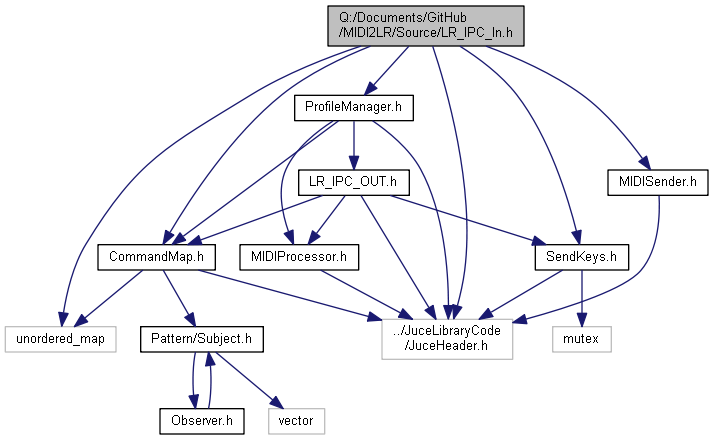 Q:/Documents/GitHub
/MIDI2LR/Source/LR_IPC_In.h
ProfileManager.h
LR_IPC_OUT.h
MIDISender.h
CommandMap.h
MIDIProcessor.h
SendKeys.h
unordered_map
Pattern/Subject.h
../JuceLibraryCode
/JuceHeader.h
mutex
Observer.h
vector